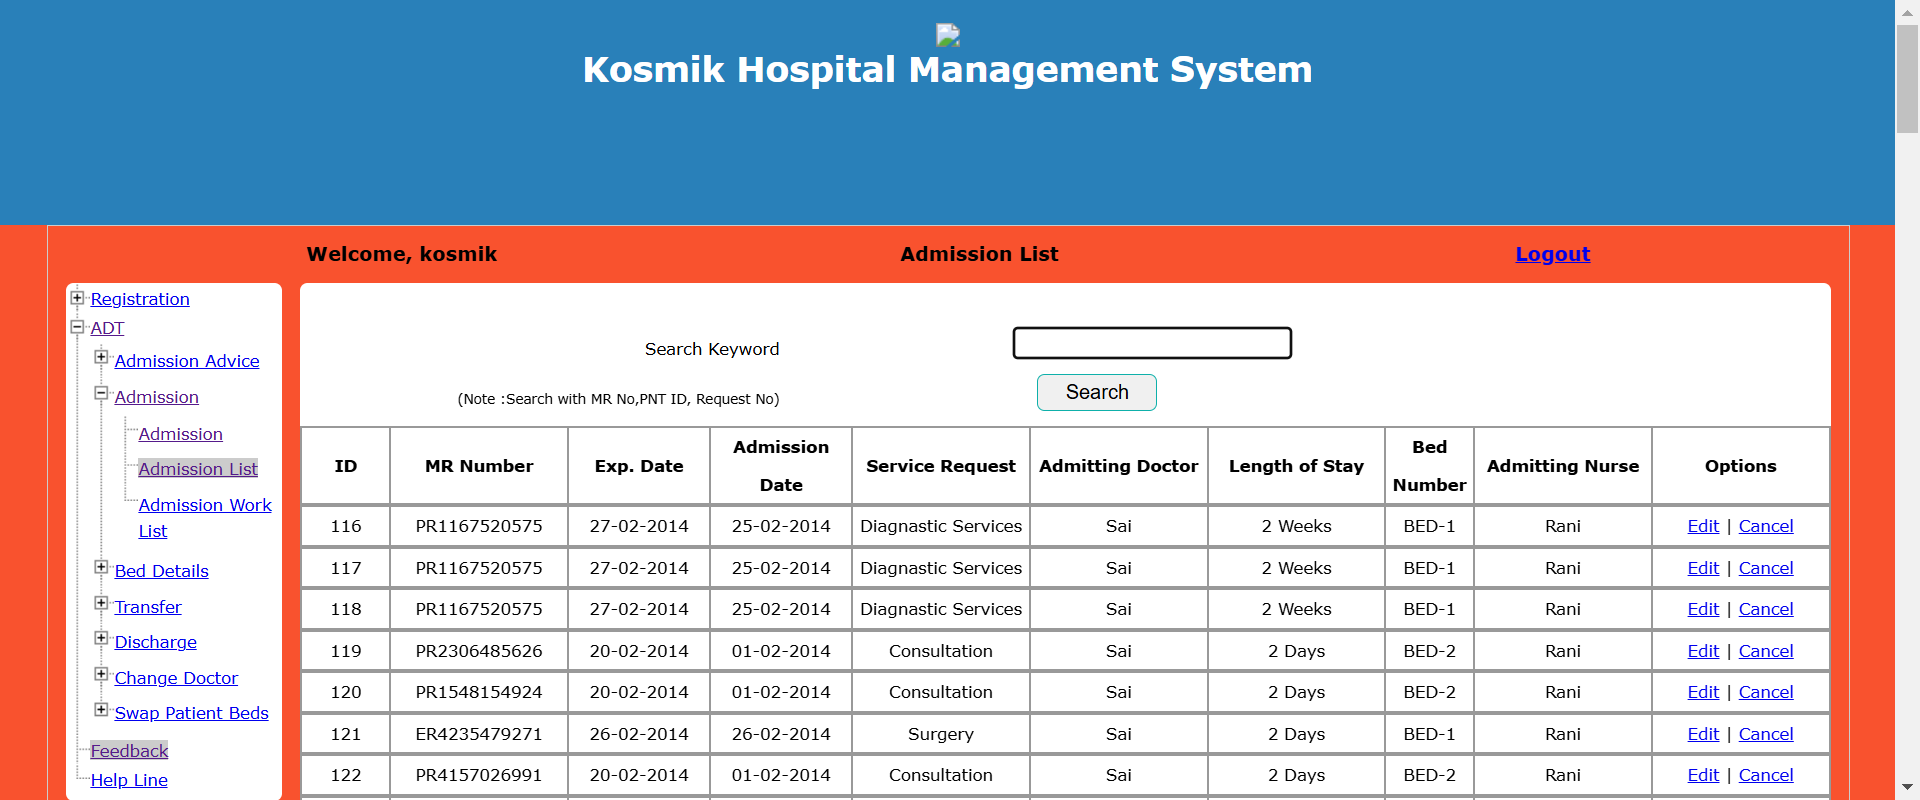 Kosmik Hospital Management System
Welcome, kosmik
Admission List
Logout
Registration
ADT
Admission Advice
Admission
Admission
Admission List
Admission Work
List
Bed Details
Transfer
Discharge
Change Doctor
Swap Patient Beds
Feedback
Help Line
Search Keyword
(Note :Search with MR No,PNT ID, Request No)
Search
ID MR Number Exp. Date Admission Date Service Request Admitting Doctor Length of Stay Bed Number Admitting Nurse Options
116 PR1167520575 27-02-2014 25-02-2014 Diagnastic Services Sai 2 Weeks BED-1 Rani Edit | Cancel
117 PR1167520575 27-02-2014 25-02-2014 Diagnastic Services Sai 2 Weeks BED-1 Rani Edit | Cancel
118 PR1167520575 27-02-2014 25-02-2014 Diagnastic Services Sai 2 Weeks BED-1 Rani Edit | Cancel
119 PR2306485626 20-02-2014 01-02-2014 Consultation Sai 2 Days BED-2 Rani Edit | Cancel
120 PR1548154924 20-02-2014 01-02-2014 Consultation Sai 2 Days BED-2 Rani Edit | Cancel
121 ER4235479271 26-02-2014 26-02-2014 Surgery Sai 2 Days BED-1 Rani Edit | Cancel
122 PR4157026991 20-02-2014 01-02-2014 Consultation Sai 2 Days BED-2 Rani Edit | Cancel